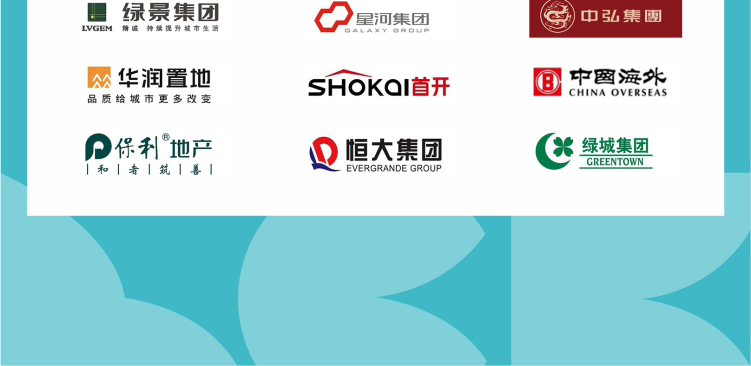 绿景集团
LVGEM 精诚 持续提升城市生活
星河集团
GALAXY GROUP
中弘集團
华润置地
品质给城市更多改变
SHOKAI首开
中國海外
CHINA OVERSEAS
保利®地产
和者筑善
恒大集团
EVERGRANDE GROUP
绿城集团
GREENTOWN